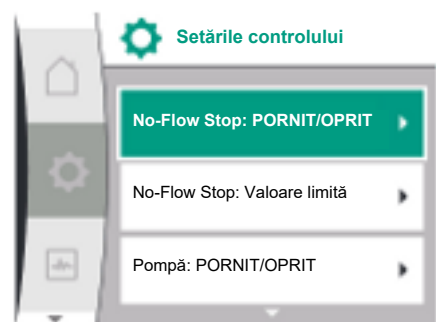 Setările controlului
No-Flow Stop: PORNIT/OPRIT
No-Flow Stop: Valoare limită
Pompă: PORNIT/OPRIT